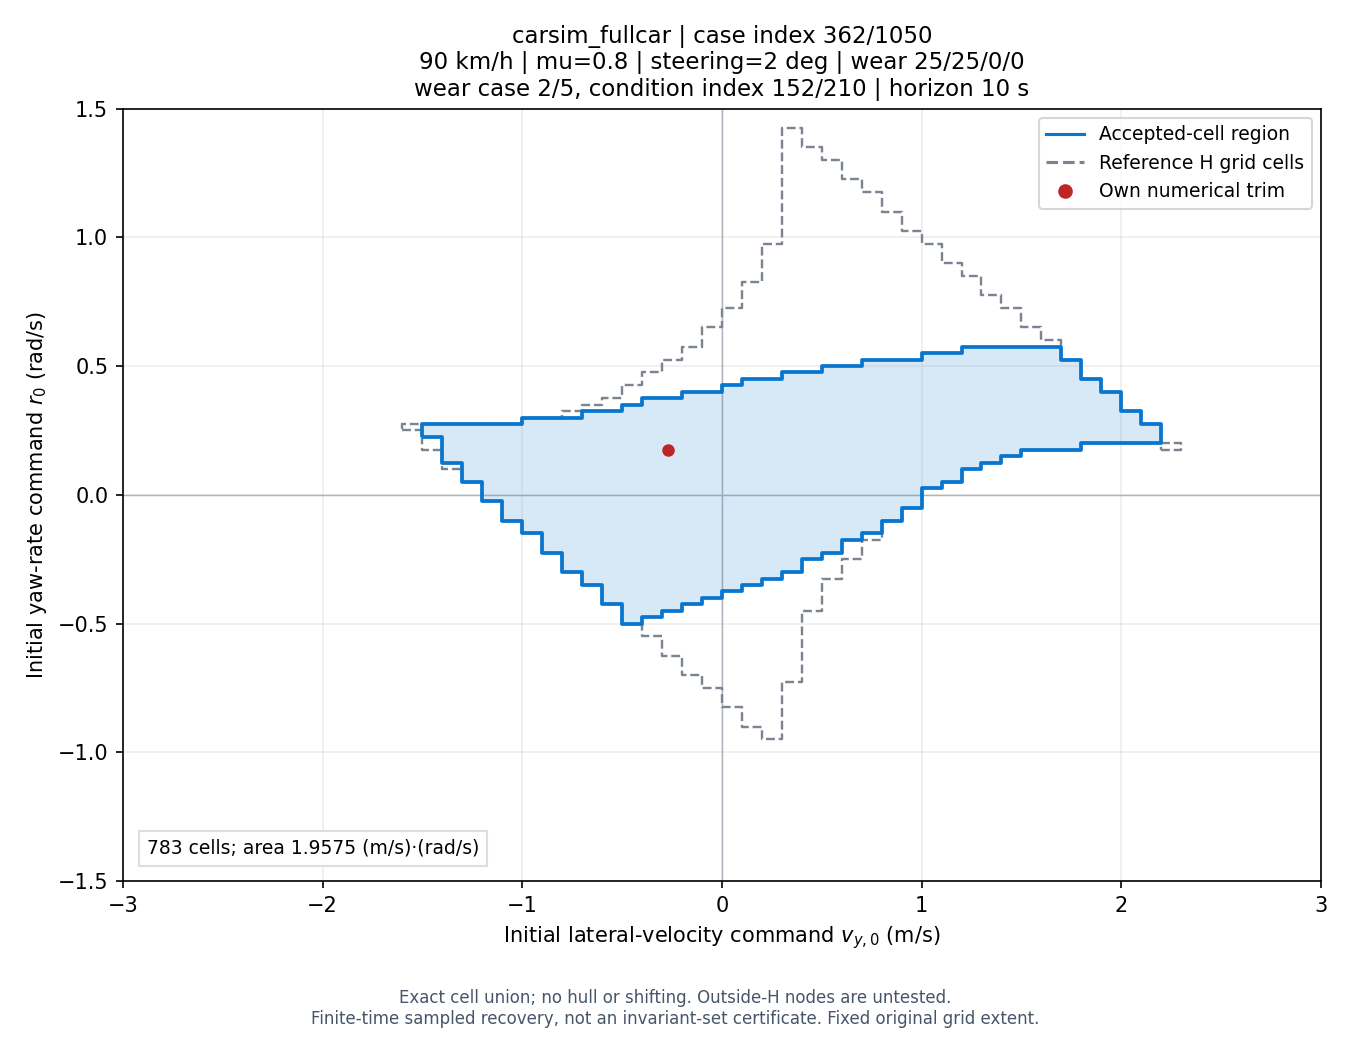 carsim_fullcar | case index 362/1050
90 km/h | mu=0.8 | steering=2 deg | wear 25/25/0/0
wear case 2/5, condition index 152/210 | horizon 10 s
Accepted-cell region
Reference H grid cells
Own numerical trim
1.5
1.0
0.5
0.0
−0.5
−1.0
−1.5
Initial yaw-rate command r0 (rad/s)
783 cells; area 1.9575 (m/s)·(rad/s)
−3
−2
−1
0
1
2
3
Initial lateral-velocity command vy,0 (m/s)
Exact cell union; no hull or shifting. Outside-H nodes are untested.
Finite-time sampled recovery, not an invariant-set certificate. Fixed original grid extent.